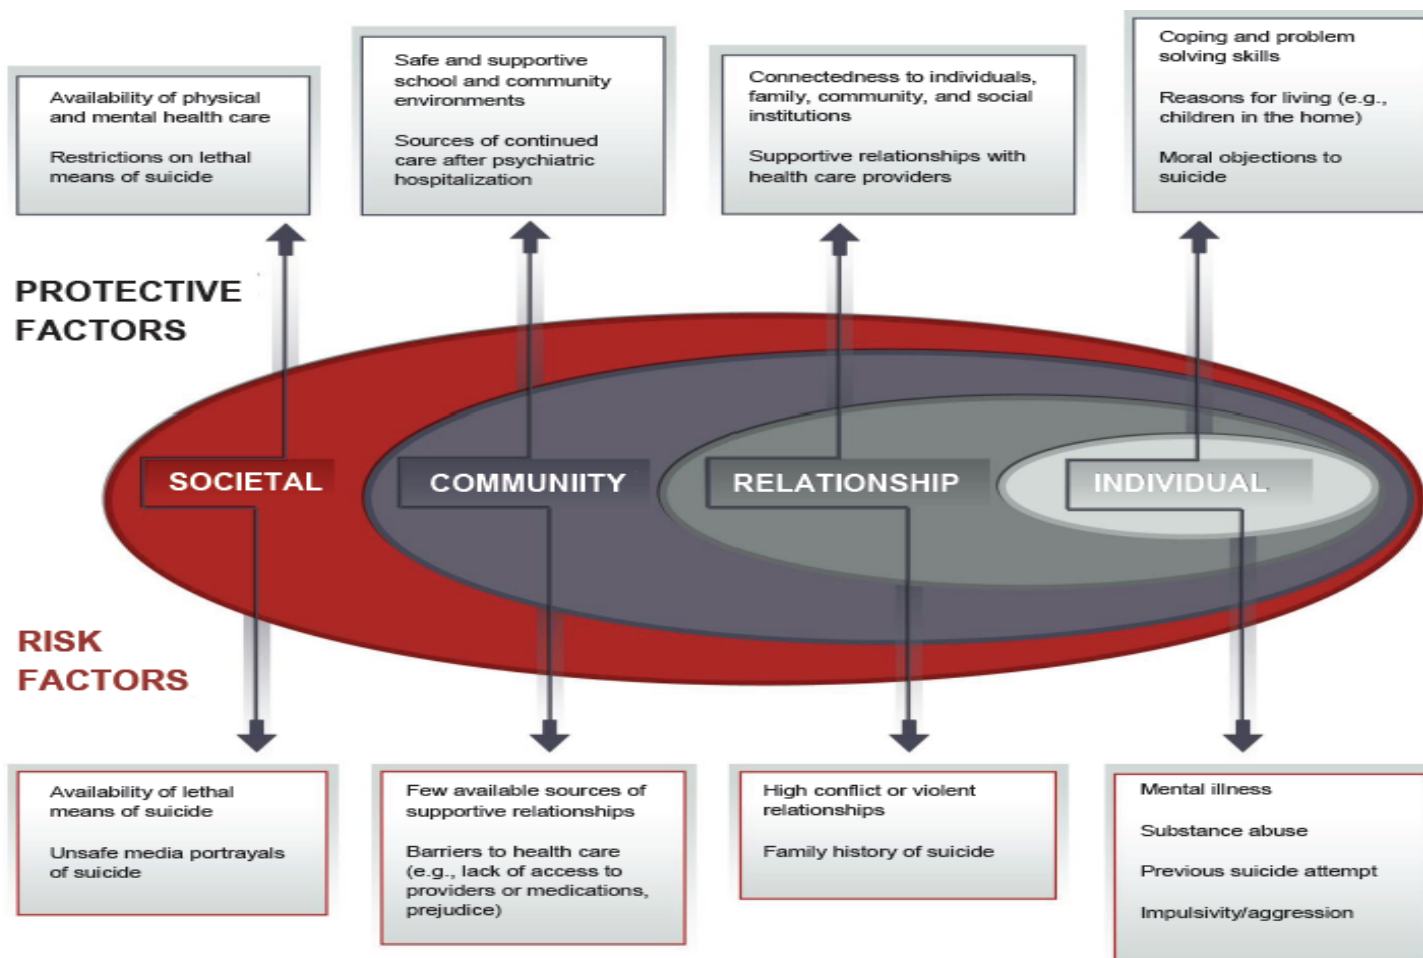 Availability of physical
and mental health care
Restrictions on lethal
means of suicide
Safe and supportive
school and community
environments
Sources of continued
care after psychiatric
hospitalization
Connectedness to individuals,
family, community, and social
institutions
Supportive relationships with
health care providers
Coping and problem
solving skills
Reasons for living (e.g.,
children in the home)
Moral objections to
suicide
PROTECTIVE
FACTORS
SOCIETAL
COMMUNIITY
RELATIONSHIP
INDIVIDUAL
RISK
FACTORS
Availability of lethal
means of suicide
Unsafe media portrayals
of suicide
Few available sources of
supportive relationships
Barriers to health care
(e.g., lack of access to
providers or medications,
prejudice)
High conflict or violent
relationships
Family history of suicide
Mental illness
Substance abuse
Previous suicide attempt
Impulsivity/aggression